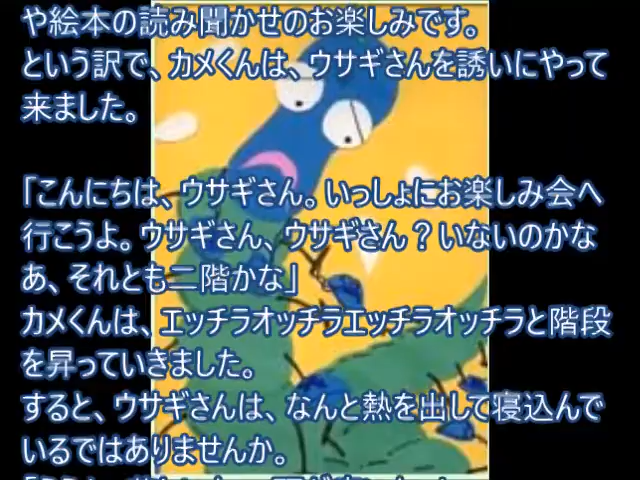 や絵本の読み聞かせのお楽しみです。
という訳で、カメくんは、ウサギさんを誘いにやって
来ました。
「こんにちは、ウサギさん。いっしょにお楽しみ会へ
行こうよ。ウサギさん、ウサギさん？いないのかな
あ、それとも二階かな」
カメくんは、エッチラオッチラエッチラオッチラと階段
を昇っていきました。
すると、ウサギさんは、なんと熱を出して寝込んで
いるではありませんか。